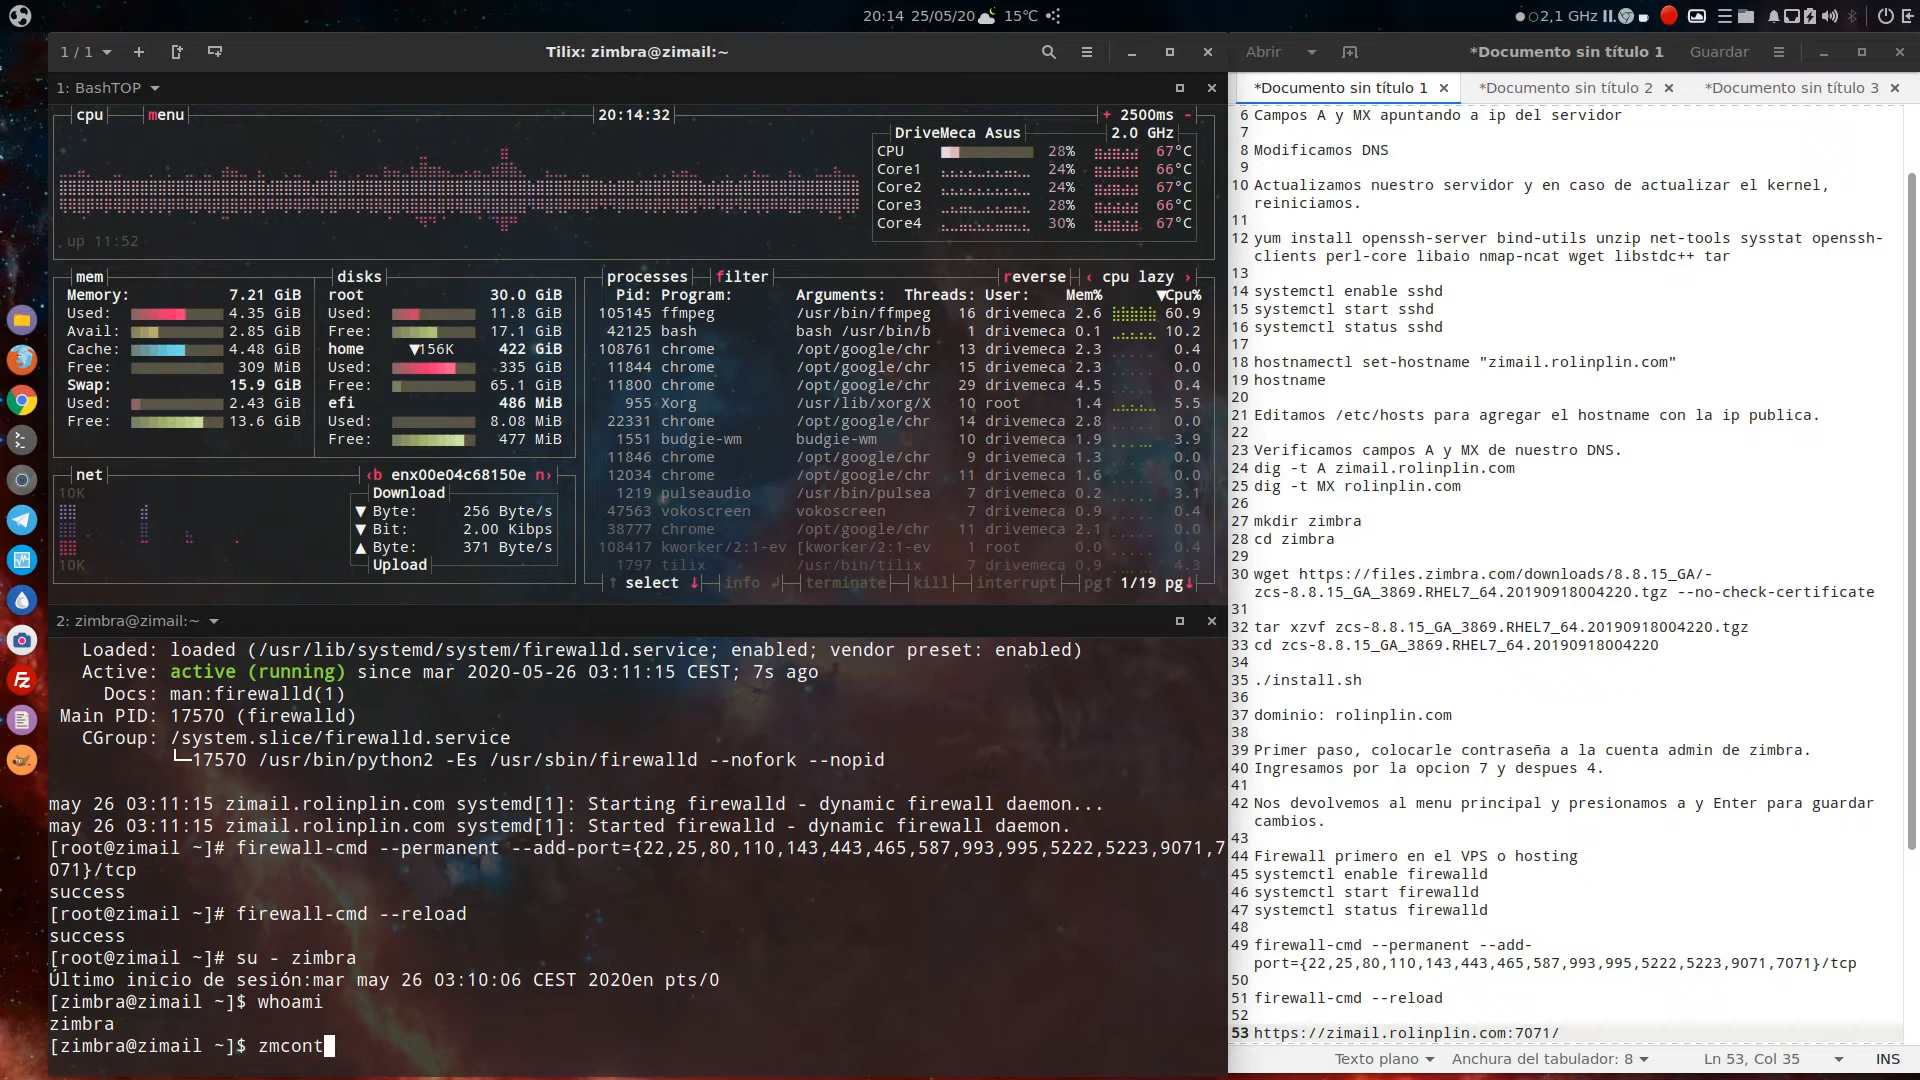 20:14 25/05/20 15°C
2,1 GHz
1 / 1
Tilix: zimbra@zimail:~
1: BashTOP
cpu menu 20:14:32 + 2500ms -
DriveMeca Asus 2.0 GHz
CPU 28% 67°C
Core1 24% 66°C
Core2 24% 67°C
Core3 28% 66°C
Core4 30% 67°C
up 11:52
mem
Memory: 7.21 GiB
Used: 4.35 GiB
Avail: 2.85 GiB
Cache: 4.48 GiB
Free: 309 MiB
Swap: 15.9 GiB
Used: 2.43 GiB
Free: 13.6 GiB
disks
root 30.0 GiB
Used: 11.8 GiB
Free: 17.1 GiB
home ▼156K 422 GiB
Used: 335 GiB
Free: 65.1 GiB
efi 486 MiB
Used: 8.08 MiB
Free: 477 MiB
net ‹b enx00e04c68150e n›
10K
Download
▼ Byte: 256 Byte/s
▼ Bit: 2.00 Kibps
▲ Byte: 371 Byte/s
Upload
10K
processes filter reverse ‹ cpu lazy ›
Pid: Program: Arguments: Threads: User: Mem% ▼Cpu%
105145 ffmpeg /usr/bin/ffmpeg 16 drivemeca 2.6 60.9
42125 bash bash /usr/bin/b 1 drivemeca 0.1 10.2
108761 chrome /opt/google/chr 13 drivemeca 2.3 0.4
11844 chrome /opt/google/chr 15 drivemeca 2.3 0.0
11800 chrome /opt/google/chr 29 drivemeca 4.5 0.4
955 Xorg /usr/lib/xorg/X 10 root 1.4 5.5
22331 chrome /opt/google/chr 14 drivemeca 2.8 0.0
1551 budgie-wm budgie-wm 10 drivemeca 1.9 3.9
11846 chrome /opt/google/chr 9 drivemeca 1.3 0.0
12034 chrome /opt/google/chr 11 drivemeca 1.6 0.0
1219 pulseaudio /usr/bin/pulsea 7 drivemeca 0.2 3.1
47563 vokoscreen vokoscreen 7 drivemeca 0.9 0.4
38777 chrome /opt/google/chr 11 drivemeca 2.1 0.0
108417 kworker/2:1-ev [kworker/2:1-ev 1 root 0.0 0.4
1797 tilix /usr/bin/tilix 7 drivemeca 0.9 4.3
↑ select ↓ info ↲ terminate kill interrupt pg↑ 1/19 pg↓
2: zimbra@zimail:~
Loaded: loaded (/usr/lib/systemd/system/firewalld.service; enabled; vendor preset: enabled)
Active: active (running) since mar 2020-05-26 03:11:15 CEST; 7s ago
Docs: man:firewalld(1)
Main PID: 17570 (firewalld)
CGroup: /system.slice/firewalld.service
└─17570 /usr/bin/python2 -Es /usr/sbin/firewalld --nofork --nopid
may 26 03:11:15 zimail.rolinplin.com systemd[1]: Starting firewalld - dynamic firewall daemon...
may 26 03:11:15 zimail.rolinplin.com systemd[1]: Started firewalld - dynamic firewall daemon.
[root@zimail ~]# firewall-cmd --permanent --add-port={22,25,80,110,143,443,465,587,993,995,5222,5223,9071,7
071}/tcp
success
[root@zimail ~]# firewall-cmd --reload
success
[root@zimail ~]# su - zimbra
Último inicio de sesión:mar may 26 03:10:06 CEST 2020en pts/0
[zimbra@zimail ~]$ whoami
zimbra
[zimbra@zimail ~]$ zmcont
Abrir *Documento sin título 1 Guardar
*Documento sin título 1 *Documento sin título 2 *Documento sin título 3
6 Campos A y MX apuntando a ip del servidor
7
8 Modificamos DNS
9
10 Actualizamos nuestro servidor y en caso de actualizar el kernel,
reiniciamos.
11
12 yum install openssh-server bind-utils unzip net-tools sysstat openssh-
clients perl-core libaio nmap-ncat wget libstdc++ tar
13
14 systemctl enable sshd
15 systemctl start sshd
16 systemctl status sshd
17
18 hostnamectl set-hostname "zimail.rolinplin.com"
19 hostname
20
21 Editamos /etc/hosts para agregar el hostname con la ip publica.
22
23 Verificamos campos A y MX de nuestro DNS.
24 dig -t A zimail.rolinplin.com
25 dig -t MX rolinplin.com
26
27 mkdir zimbra
28 cd zimbra
29
30 wget https://files.zimbra.com/downloads/8.8.15_GA/-
zcs-8.8.15_GA_3869.RHEL7_64.20190918004220.tgz --no-check-certificate
31
32 tar xzvf zcs-8.8.15_GA_3869.RHEL7_64.20190918004220.tgz
33 cd zcs-8.8.15_GA_3869.RHEL7_64.20190918004220
34
35 ./install.sh
36
37 dominio: rolinplin.com
38
39 Primer paso, colocarle contraseña a la cuenta admin de zimbra.
40 Ingresamos por la opcion 7 y despues 4.
41
42 Nos devolvemos al menu principal y presionamos a y Enter para guardar
cambios.
43
44 Firewall primero en el VPS o hosting
45 systemctl enable firewalld
46 systemctl start firewalld
47 systemctl status firewalld
48
49 firewall-cmd --permanent --add-
port={22,25,80,110,143,443,465,587,993,995,5222,5223,9071,7071}/tcp
50
51 firewall-cmd --reload
52
53 https://zimail.rolinplin.com:7071/
Texto plano Anchura del tabulador: 8 Ln 53, Col 35 INS